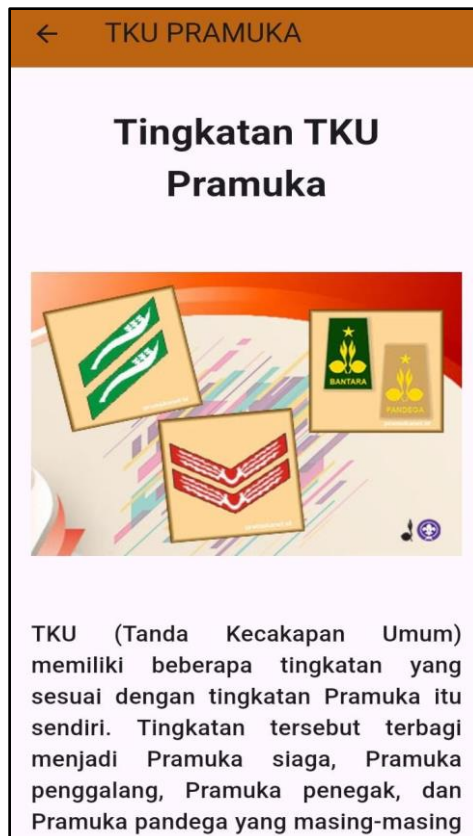 TKU PRAMUKA
Tingkatan TKU
Pramuka
BANTARA
PANDEGA
TKU (Tanda Kecakapan Umum)
memiliki beberapa tingkatan yang
sesuai dengan tingkatan Pramuka itu
sendiri. Tingkatan tersebut terbagi
menjadi Pramuka siaga, Pramuka
penggalang, Pramuka penegak, dan
Pramuka pandega yang masing-masing